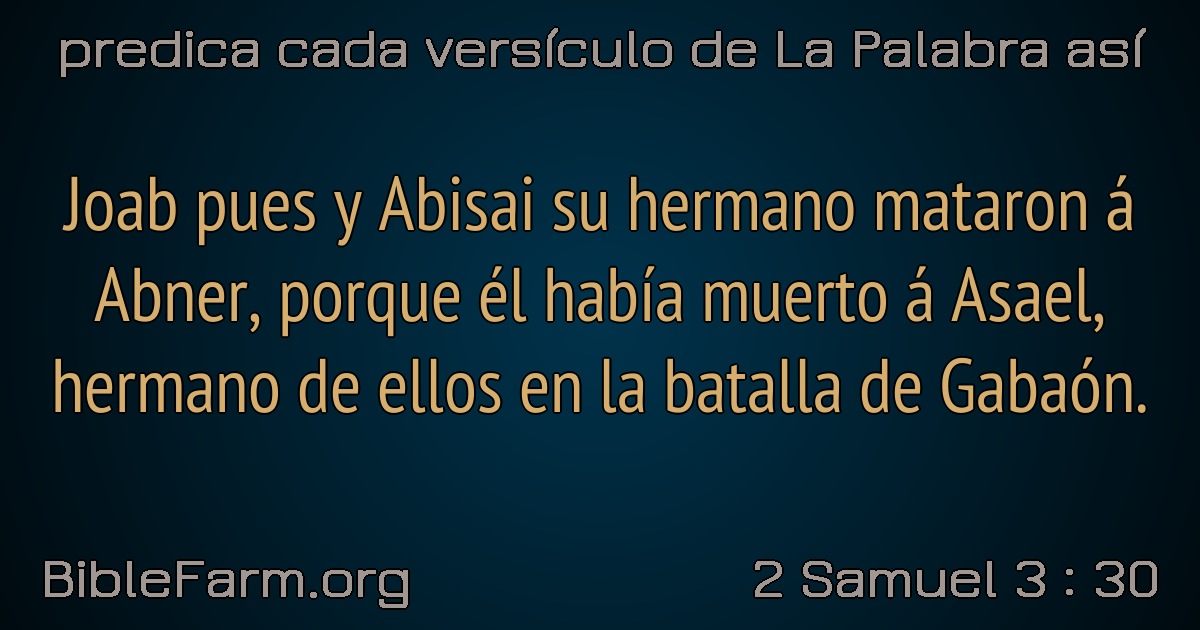 predica cada versículo de La Palabra así
Joab pues y Abisai su hermano mataron á
Abner, porque él había muerto á Asael,
hermano de ellos en la batalla de Gabaón.
BibleFarm.org
2 Samuel 3 : 30